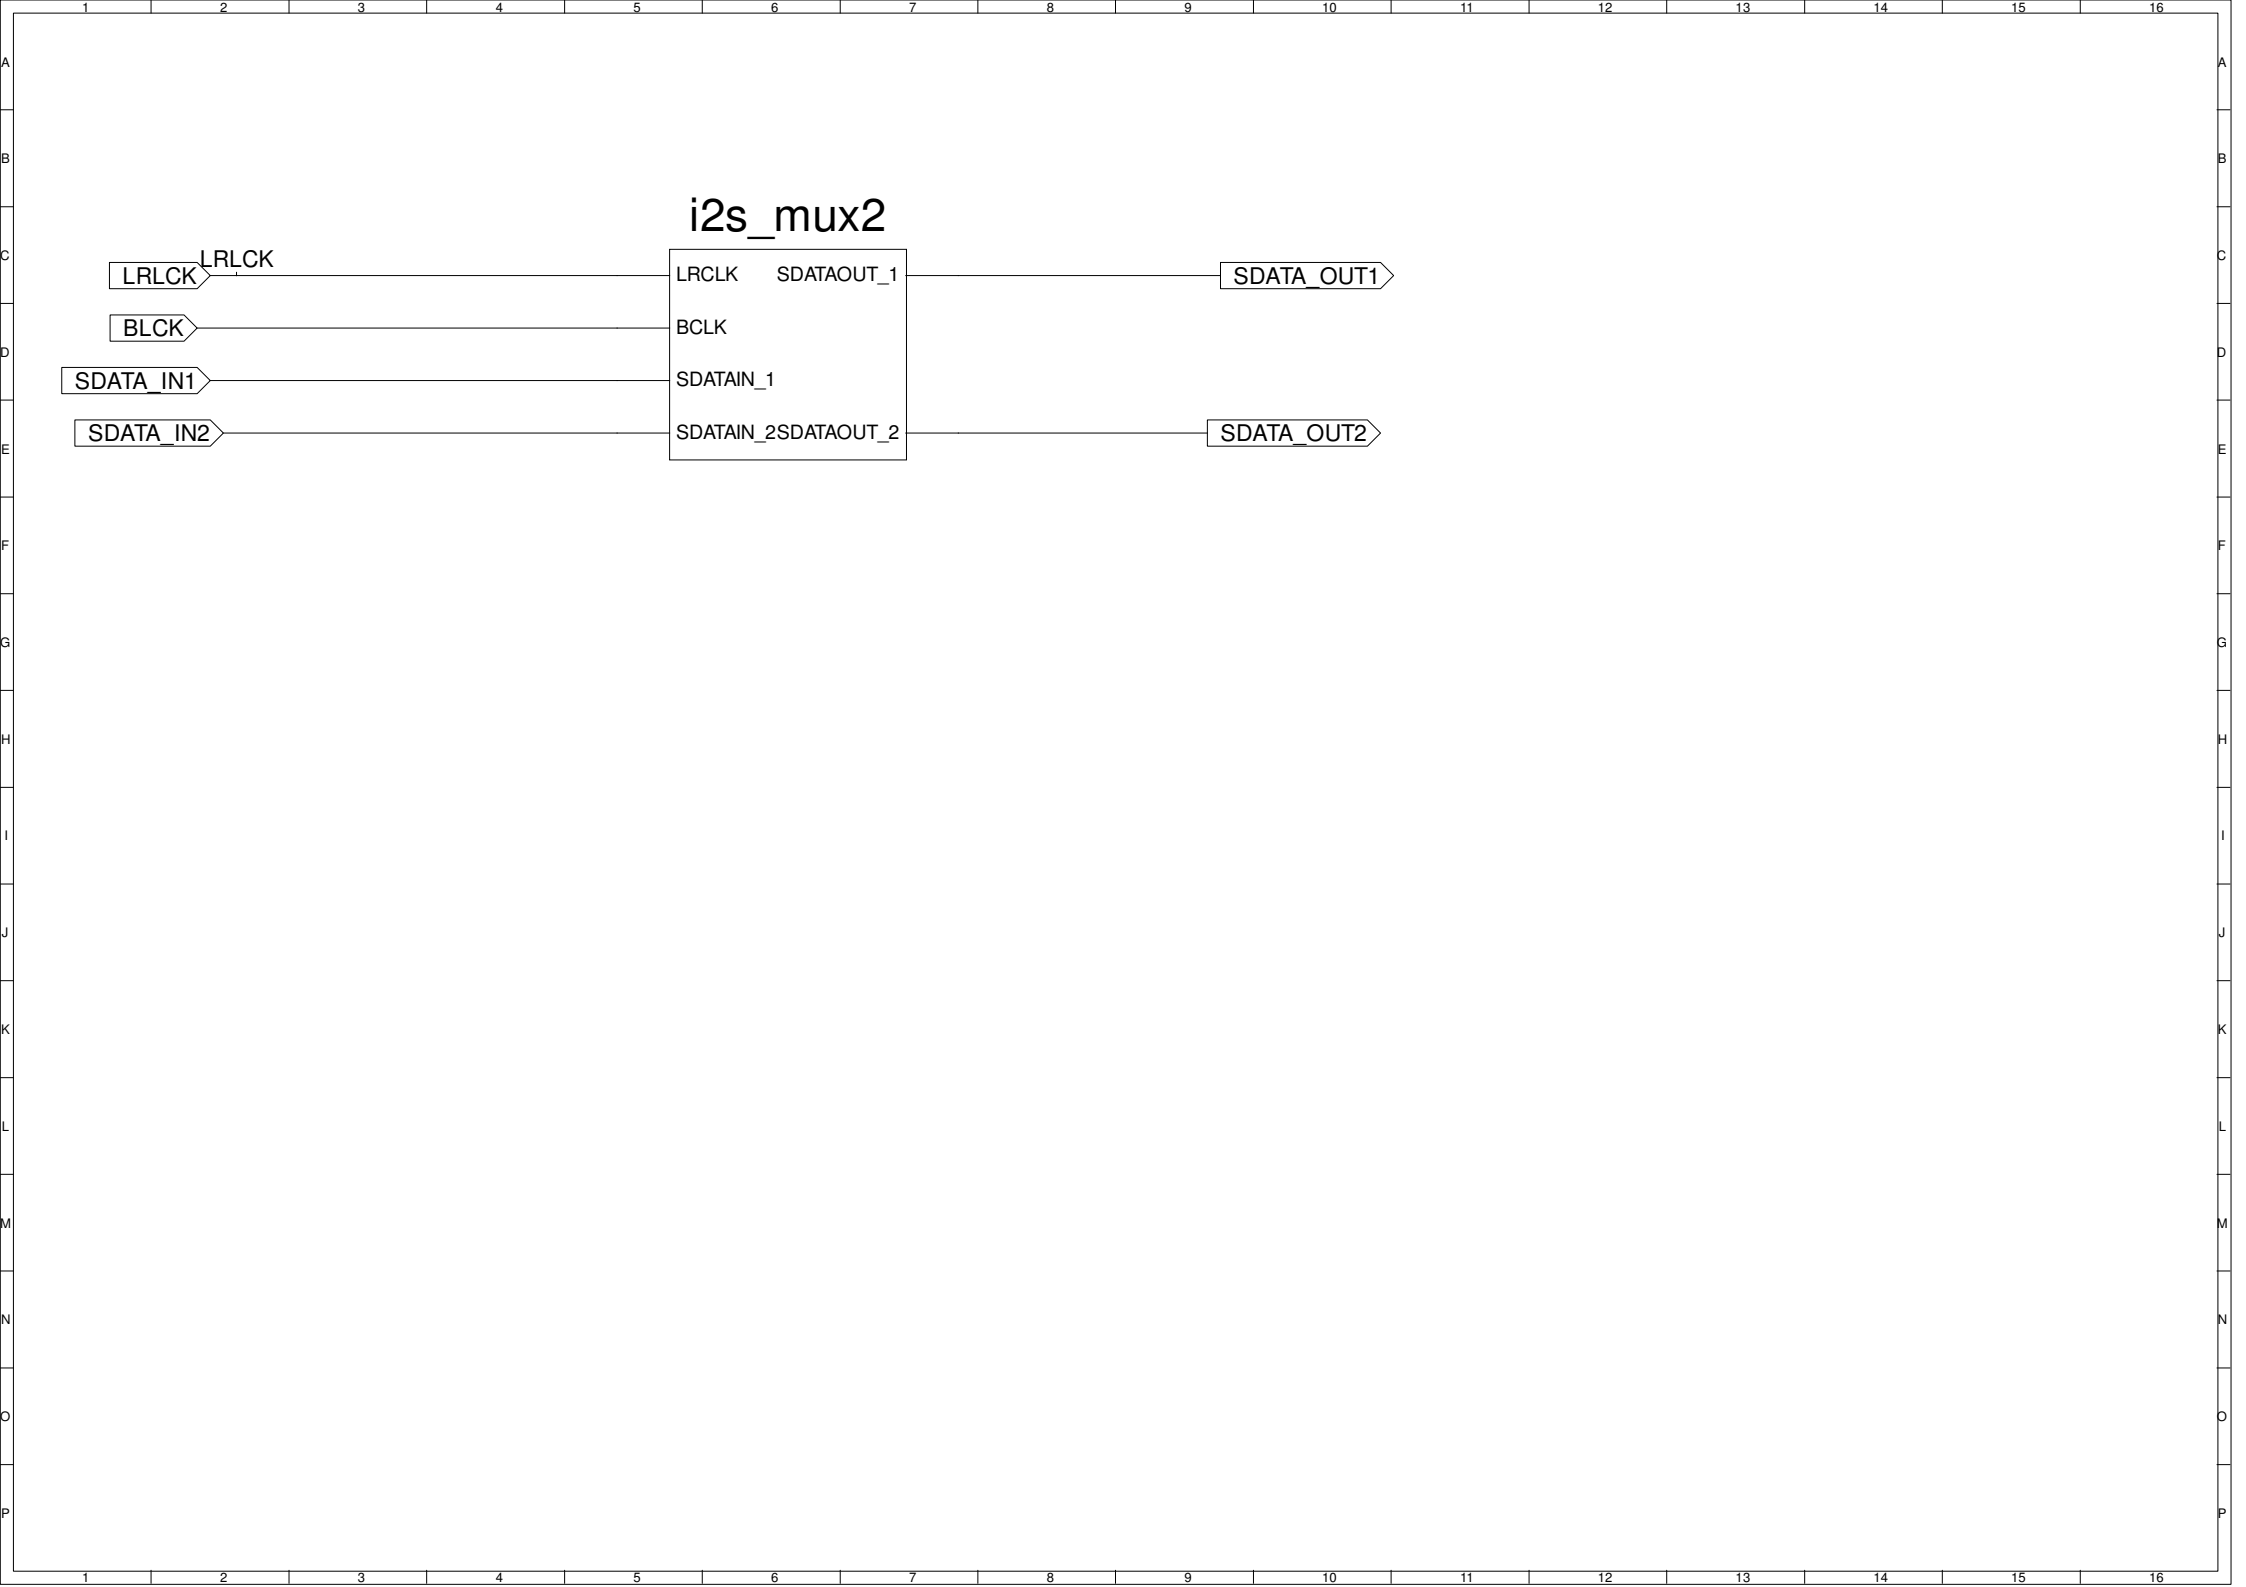 1 2 3 4 5 6 7 8 9 10 11 12 13 14 15 16
A A
B B
i2s_mux2
C C
LRLCK
LRLCK LRCLK SDATAOUT_1 SDATA_OUT1
BLCK BCLK
D D
SDATA_IN1 SDATAIN_1
SDATA_IN2 SDATAIN_2SDATAOUT_2 SDATA_OUT2
E E
F F
G G
H H
I I
J J
K K
L L
M M
N N
O O
P P
1 2 3 4 5 6 7 8 9 10 11 12 13 14 15 16